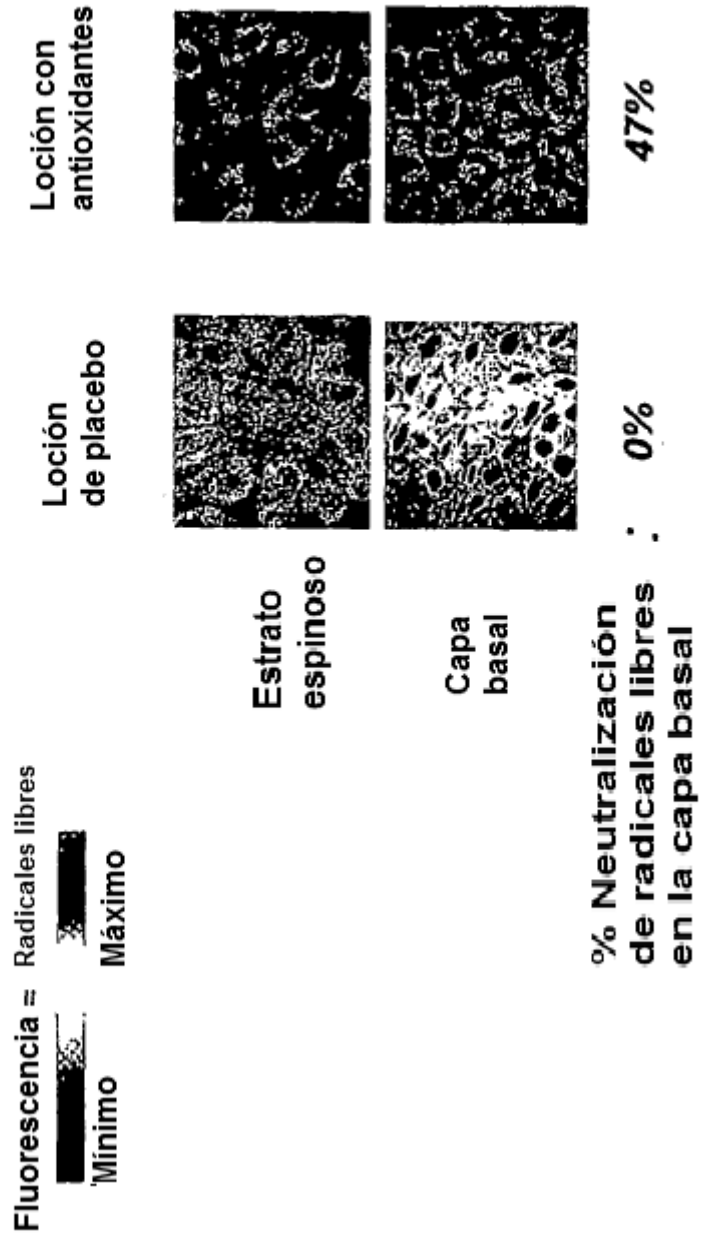 Fluorescencia = Radicales libres
Mínimo Máximo
Loción
de placebo
Loción con
antioxidantes
Estrato
espinoso
Capa
basal
% Neutralización
de radicales libres :
en la capa basal
0% 47%